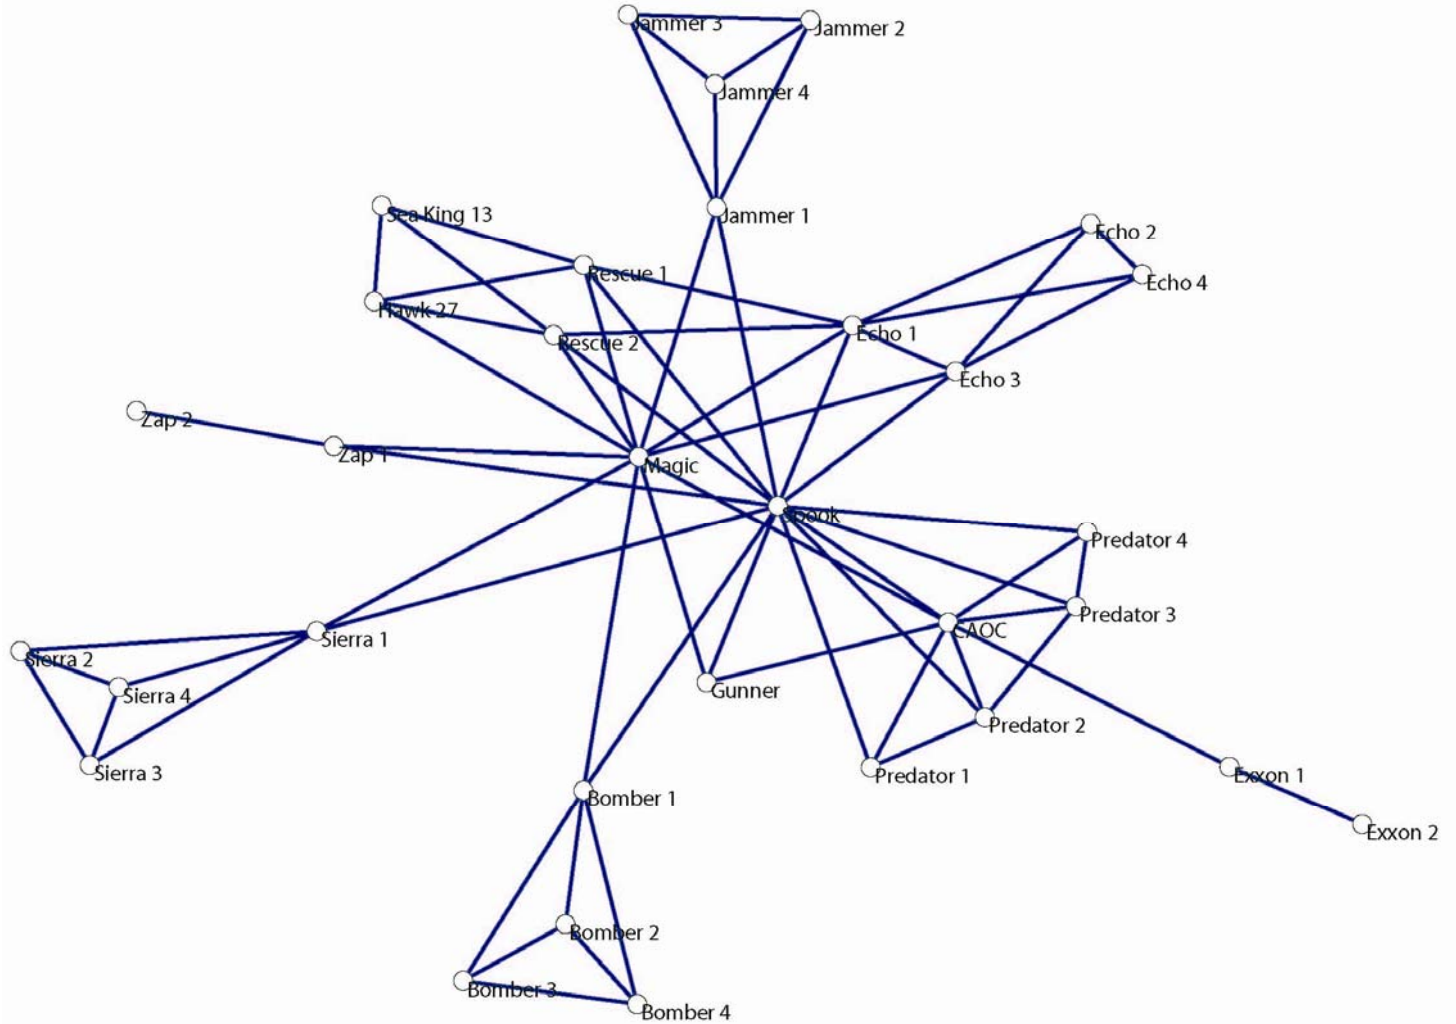 Jammer 3
Jammer 2
Jammer 4
Sea King 13
Jammer 1
Echo 2
Rescue 1
Echo 4
Hawk 27
Echo 1
Rescue 2
Echo 3
Zap 2
Zap 1
Magic
Spook
Predator 4
Predator 3
CAOC
Sierra 1
Sierra 2
Gunner
Sierra 4
Predator 2
Sierra 3
Predator 1
Exxon 1
Bomber 1
Exxon 2
Bomber 2
Bomber 3
Bomber 4